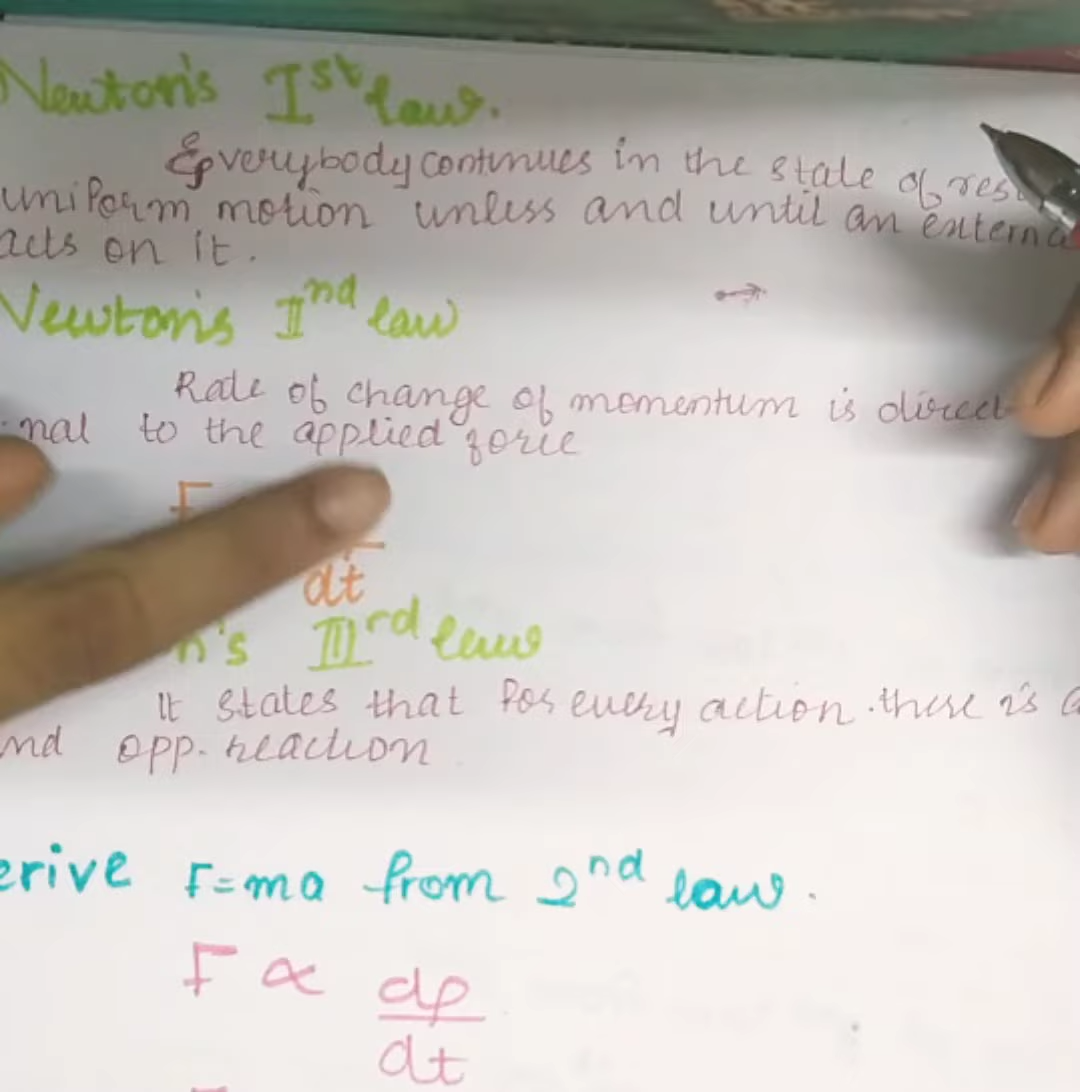 Newton's Ist law.
Everybody continues in the state of
uniform motion unless and until an
acts on it.
Newton's IInd law
Rate of change of momentum is
to the applied force
F
dt
IIIrd law
It states that for every action there is
opp. reaction
F=ma from 2nd law.
F ∝ dp
dt